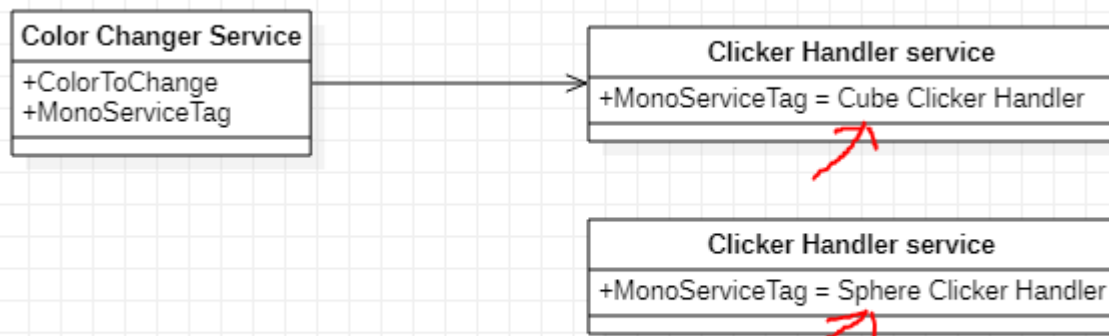 Color Changer Service
+ColorToChange
+MonoServiceTag
Clicker Handler service
+MonoServiceTag = Cube Clicker Handler
Clicker Handler service
+MonoServiceTag = Sphere Clicker Handler